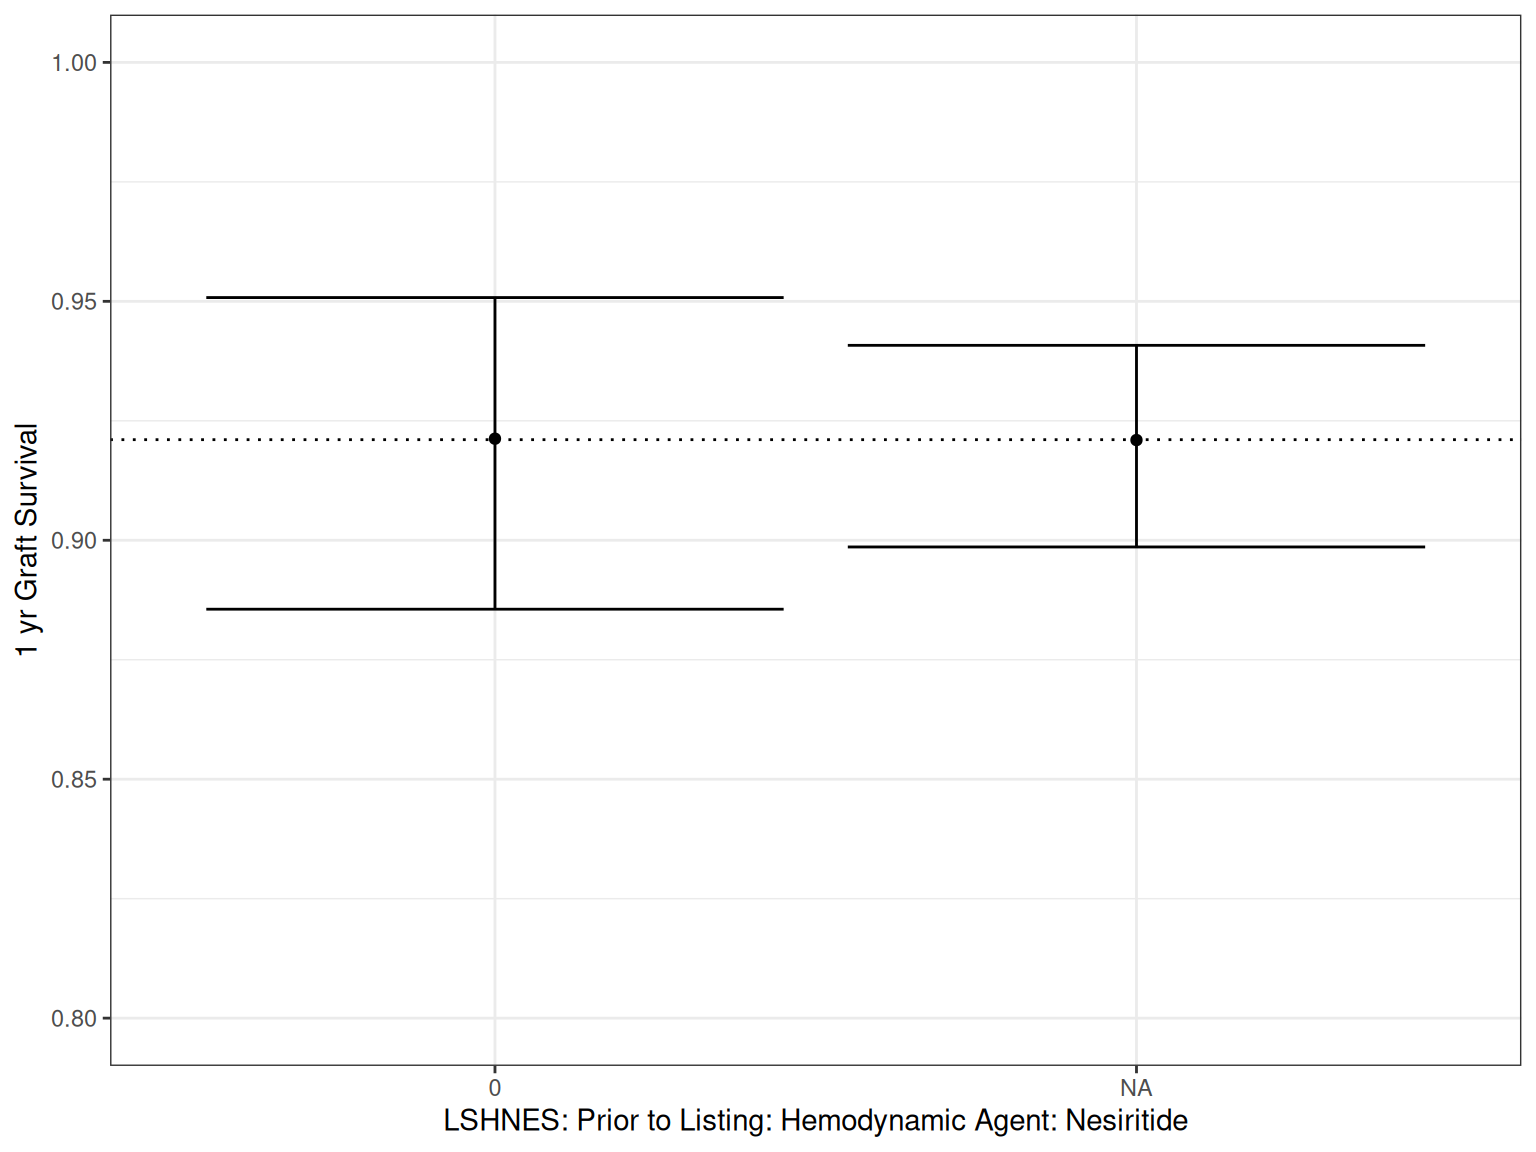 1.00
0.95
0.90
0.85
0.80
1 yr Graft Survival
0
NA
LSHNES: Prior to Listing: Hemodynamic Agent: Nesiritide